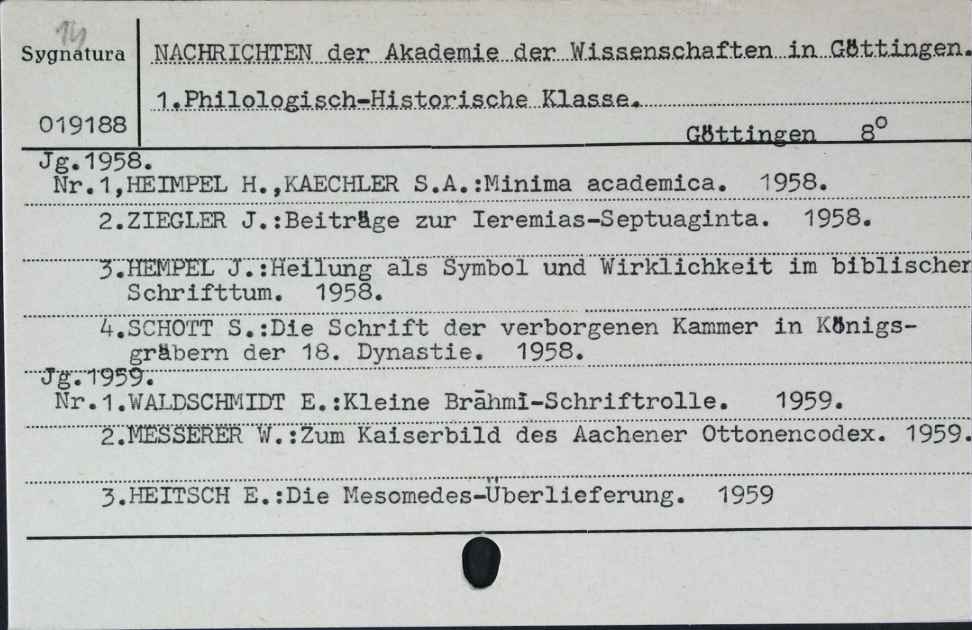 14
Sygnatura
NACHRICHTEN der Akademie der Wissenschaften in Göttingen.
1.Philologisch-Historische Klasse.
019188
Göttingen 8°
Jg.1958.
Nr.1,HEIMPEL H.,KAECHLER S.A.:Minima academica. 1958.
2.ZIEGLER J.:Beiträge zur Ieremias-Septuaginta. 1958.
3.HEMPEL J.:Heilung als Symbol und Wirklichkeit im biblischen
Schrifttum. 1958.
4.SCHOTT S.:Die Schrift der verborgenen Kammer in Königs-
gräbern der 18. Dynastie. 1958.
Jg.1959.
Nr.1.WALDSCHMIDT E.:Kleine Brāhmī-Schriftrolle. 1959.
2.MESSERER W.:Zum Kaiserbild des Aachener Ottonencodex. 1959.
3.HEITSCH E.:Die Mesomedes-Überlieferung. 1959